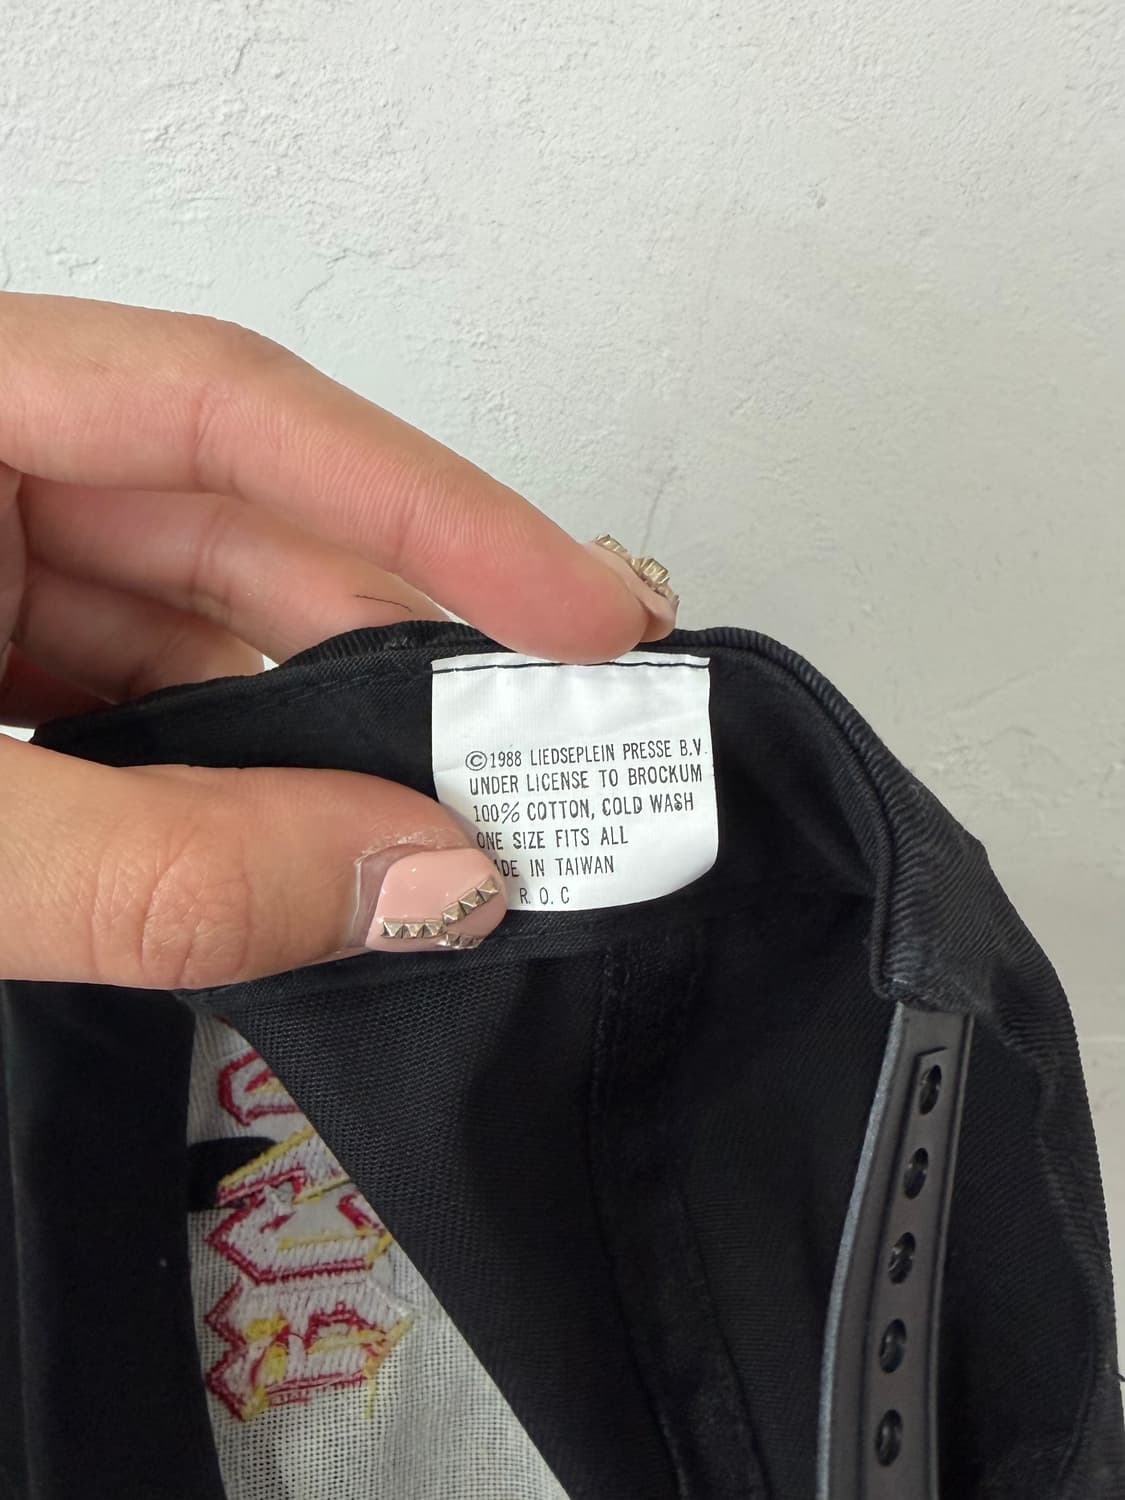 ©1988 LIEDSEPLEIN PRESSE B.V.
UNDER LICENSE TO BROCKUM
100% COTTON, COLD WASH
ONE SIZE FITS ALL
ADE IN TAIWAN
R. O. C